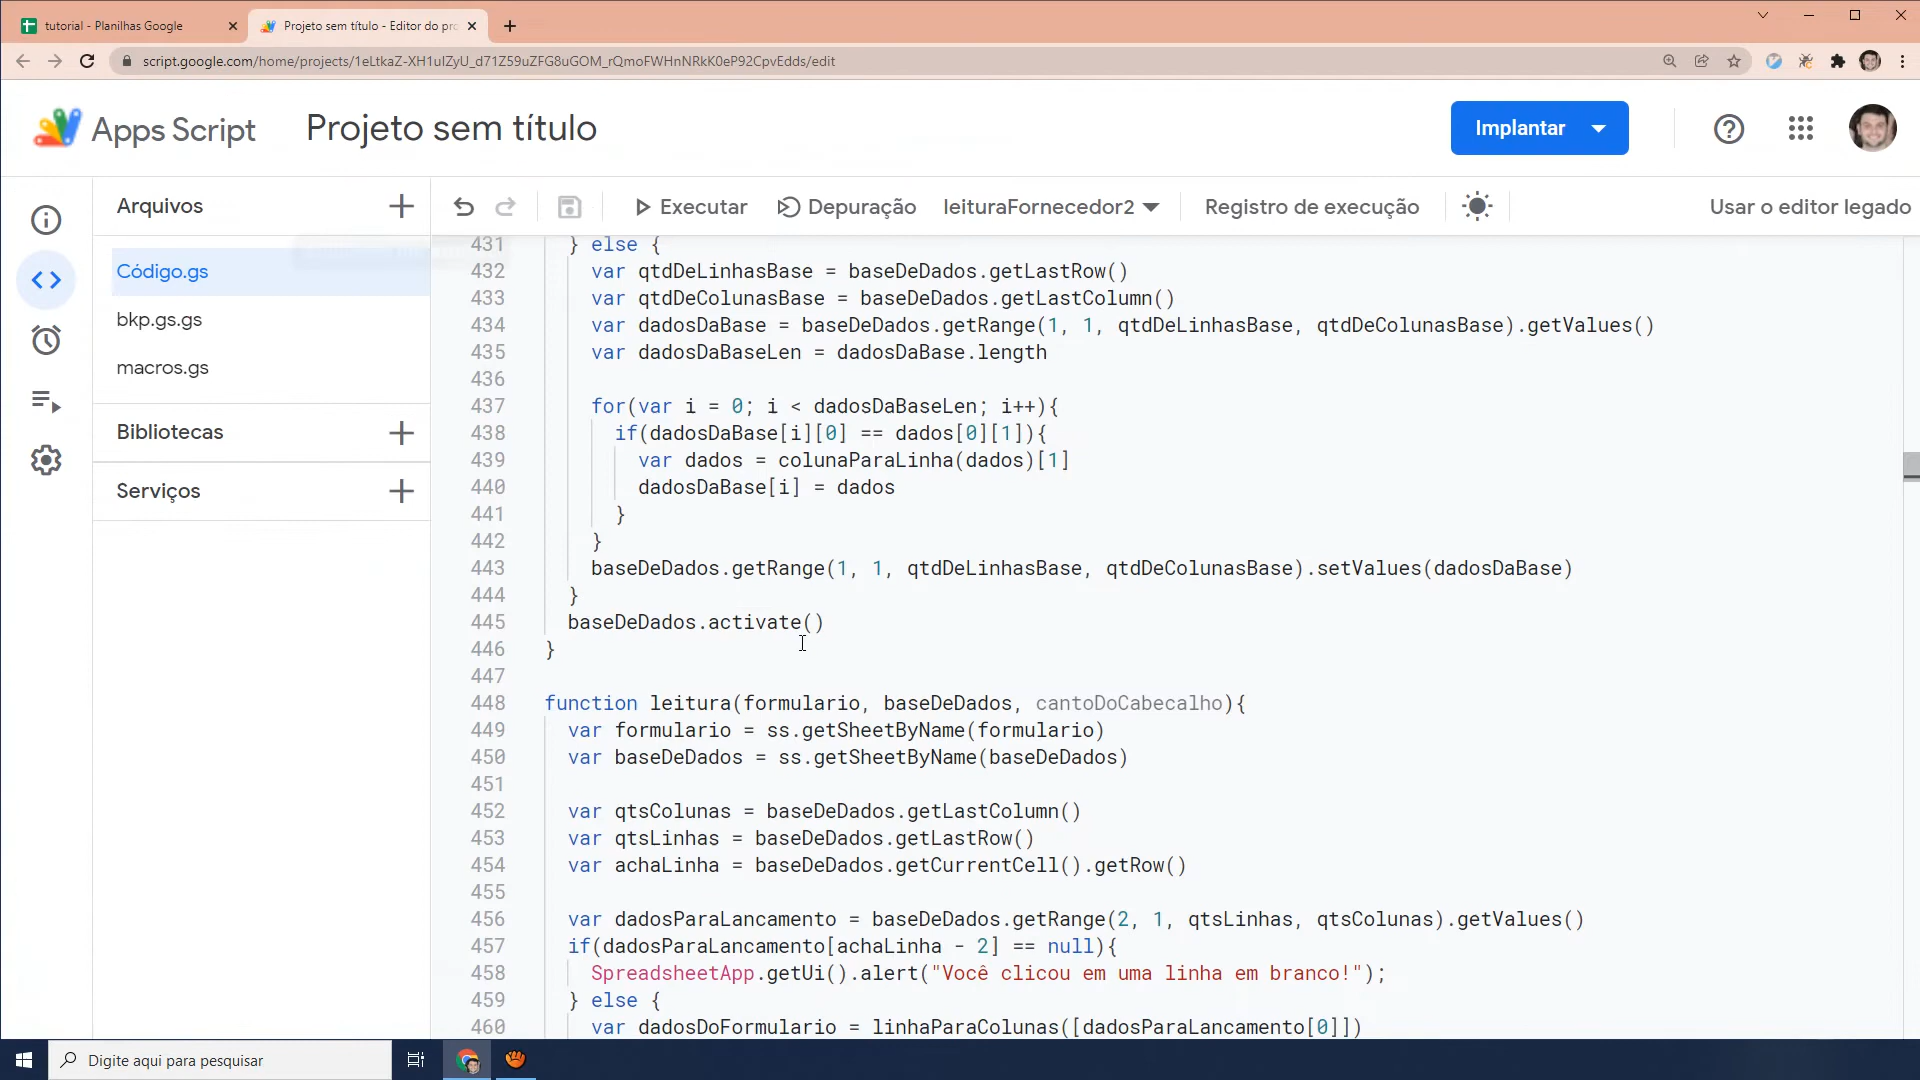 tutorial - Planilhas Google
Projeto sem título - Editor do pro
script.google.com/home/projects/1eLtkaZ-XH1uIZyU_d71Z59uZFG8uGOM_rQmoFWHnNRkK0eP92CpvEdds/edit
Apps Script
Projeto sem título
Implantar
Arquivos
Executar
Depuração
leituraFornecedor2
Registro de execução
Usar o editor legado
Código.gs
bkp.gs.gs
macros.gs
Bibliotecas
Serviços
431 } else {
432 var qtdDeLinhasBase = baseDeDados.getLastRow()
433 var qtdDeColunasBase = baseDeDados.getLastColumn()
434 var dadosDaBase = baseDeDados.getRange(1, 1, qtdDeLinhasBase, qtdDeColunasBase).getValues()
435 var dadosDaBaseLen = dadosDaBase.length
436
437 for(var i = 0; i < dadosDaBaseLen; i++){
438 if(dadosDaBase[i][0] == dados[0][1]){
439 var dados = colunaParaLinha(dados)[1]
440 dadosDaBase[i] = dados
441 }
442 }
443 baseDeDados.getRange(1, 1, qtdDeLinhasBase, qtdDeColunasBase).setValues(dadosDaBase)
444 }
445 baseDeDados.activate()
446 }
447
448 function leitura(formulario, baseDeDados, cantoDoCabecalho){
449 var formulario = ss.getSheetByName(formulario)
450 var baseDeDados = ss.getSheetByName(baseDeDados)
451
452 var qtsColunas = baseDeDados.getLastColumn()
453 var qtsLinhas = baseDeDados.getLastRow()
454 var achaLinha = baseDeDados.getCurrentCell().getRow()
455
456 var dadosParaLancamento = baseDeDados.getRange(2, 1, qtsLinhas, qtsColunas).getValues()
457 if(dadosParaLancamento[achaLinha - 2] == null){
458 SpreadsheetApp.getUi().alert("Você clicou em uma linha em branco!");
459 } else {
460 var dadosDoFormulario = linhaParaColunas([dadosParaLancamento[0]])
Digite aqui para pesquisar